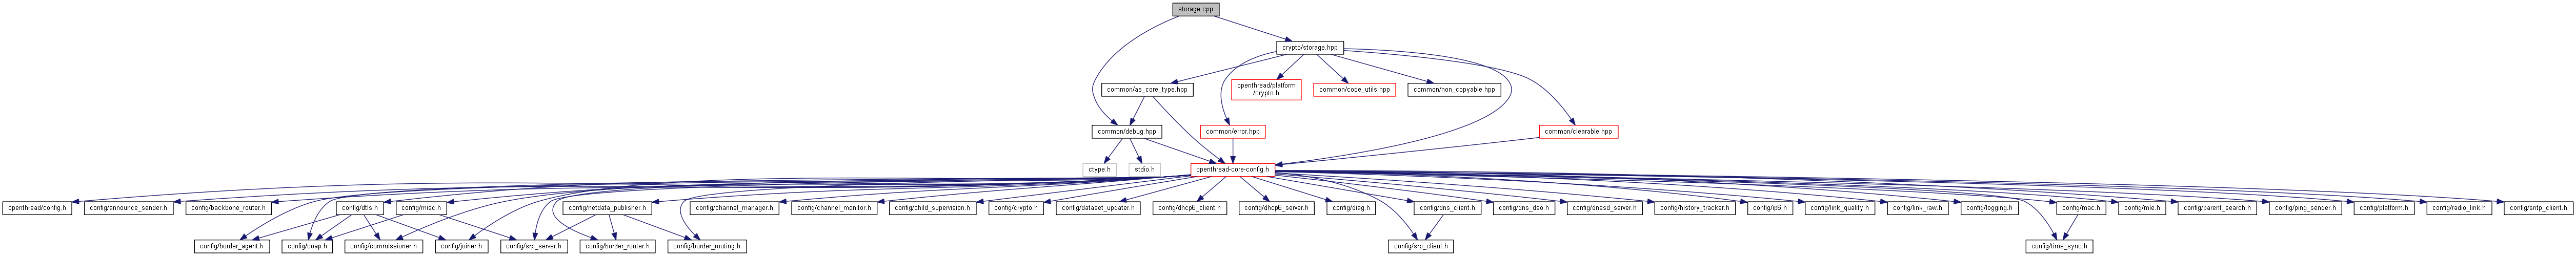 storage.cpp
crypto/storage.hpp
common/as_core_type.hpp
openthread/platform
/crypto.h
common/code_utils.hpp
common/non_copyable.hpp
common/debug.hpp
common/error.hpp
common/clearable.hpp
ctype.h
stdio.h
openthread-core-config.h
openthread/config.h
config/announce_sender.h
config/backbone_router.h
config/dtls.h
config/misc.h
config/netdata_publisher.h
config/channel_manager.h
config/channel_monitor.h
config/child_supervision.h
config/crypto.h
config/dataset_updater.h
config/dhcp6_client.h
config/dhcp6_server.h
config/diag.h
config/dns_client.h
config/dns_dso.h
config/dnssd_server.h
config/history_tracker.h
config/ip6.h
config/link_quality.h
config/link_raw.h
config/logging.h
config/mac.h
config/mle.h
config/parent_search.h
config/ping_sender.h
config/platform.h
config/radio_link.h
config/sntp_client.h
config/border_agent.h
config/coap.h
config/commissioner.h
config/joiner.h
config/srp_server.h
config/border_router.h
config/border_routing.h
config/srp_client.h
config/time_sync.h